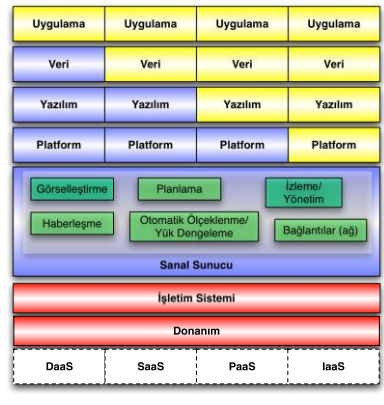 Uygulama Uygulama Uygulama Uygulama
Veri Veri Veri Veri
Yazılım Yazılım Yazılım Yazılım
Platform Platform Platform Platform
Görselleştirme Planlama İzleme/
Yönetim
Haberleşme Otomatik Ölçeklenme/
Yük Dengeleme Bağlantılar (ağ)
Sanal Sunucu
İşletim Sistemi
Donanım
DaaS SaaS PaaS IaaS